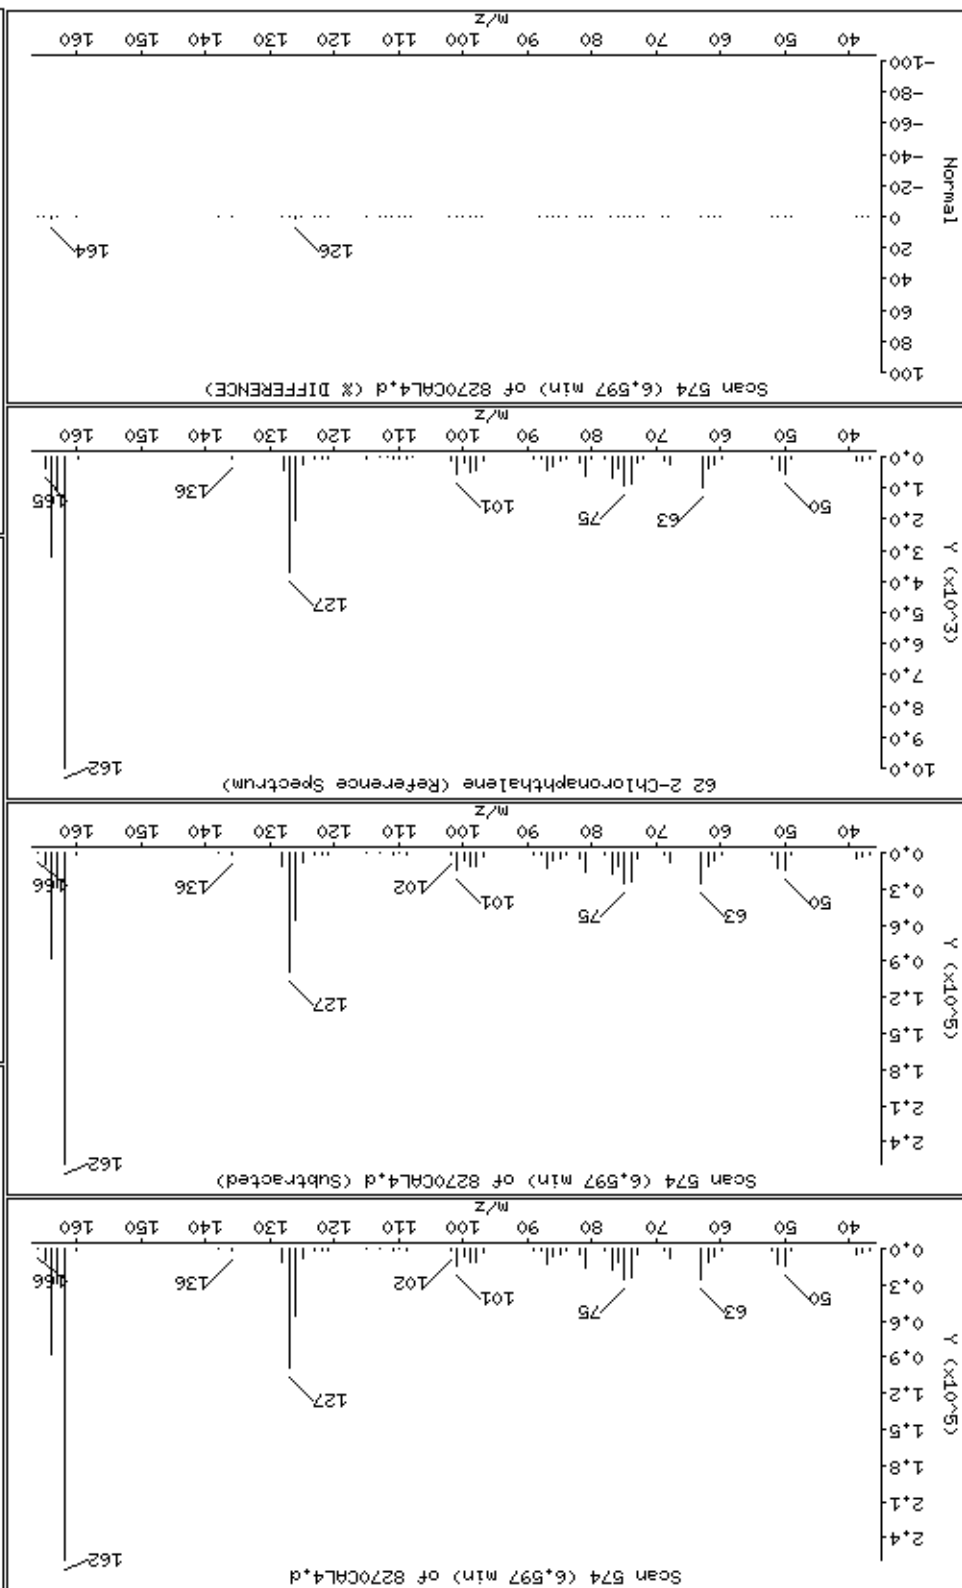 Scan 574 (6.597 min) of 8270CAL4.d
162
2.4
2.1
1.8
1.5
Y (x10^5)
1.2
127
0.9
0.6
50 63 75 101 102 136 166
0.3
0.0
40 50 60 70 80 90 100 110 120 130 140 150 160
m/z
Scan 574 (6.597 min) of 8270CAL4.d (Subtracted)
162
2.4
2.1
1.8
1.5
Y (x10^5)
1.2
127
0.9
0.6
50 63 75 101 102 136 166
0.3
0.0
40 50 60 70 80 90 100 110 120 130 140 150 160
m/z
62 2-Chloronaphthalene (Reference Spectrum)
10.0
162
9.0
8.0
7.0
6.0
Y (x10^3)
5.0
127
4.0
3.0
2.0
50 63 75 101 136 165
1.0
0.0
40 50 60 70 80 90 100 110 120 130 140 150 160
m/z
Scan 574 (6.597 min) of 8270CAL4.d (% DIFFERENCE)
100
80
60
40
20
126 164
0
Normal
-20
-40
-60
-80
-100
40 50 60 70 80 90 100 110 120 130 140 150 160
m/z